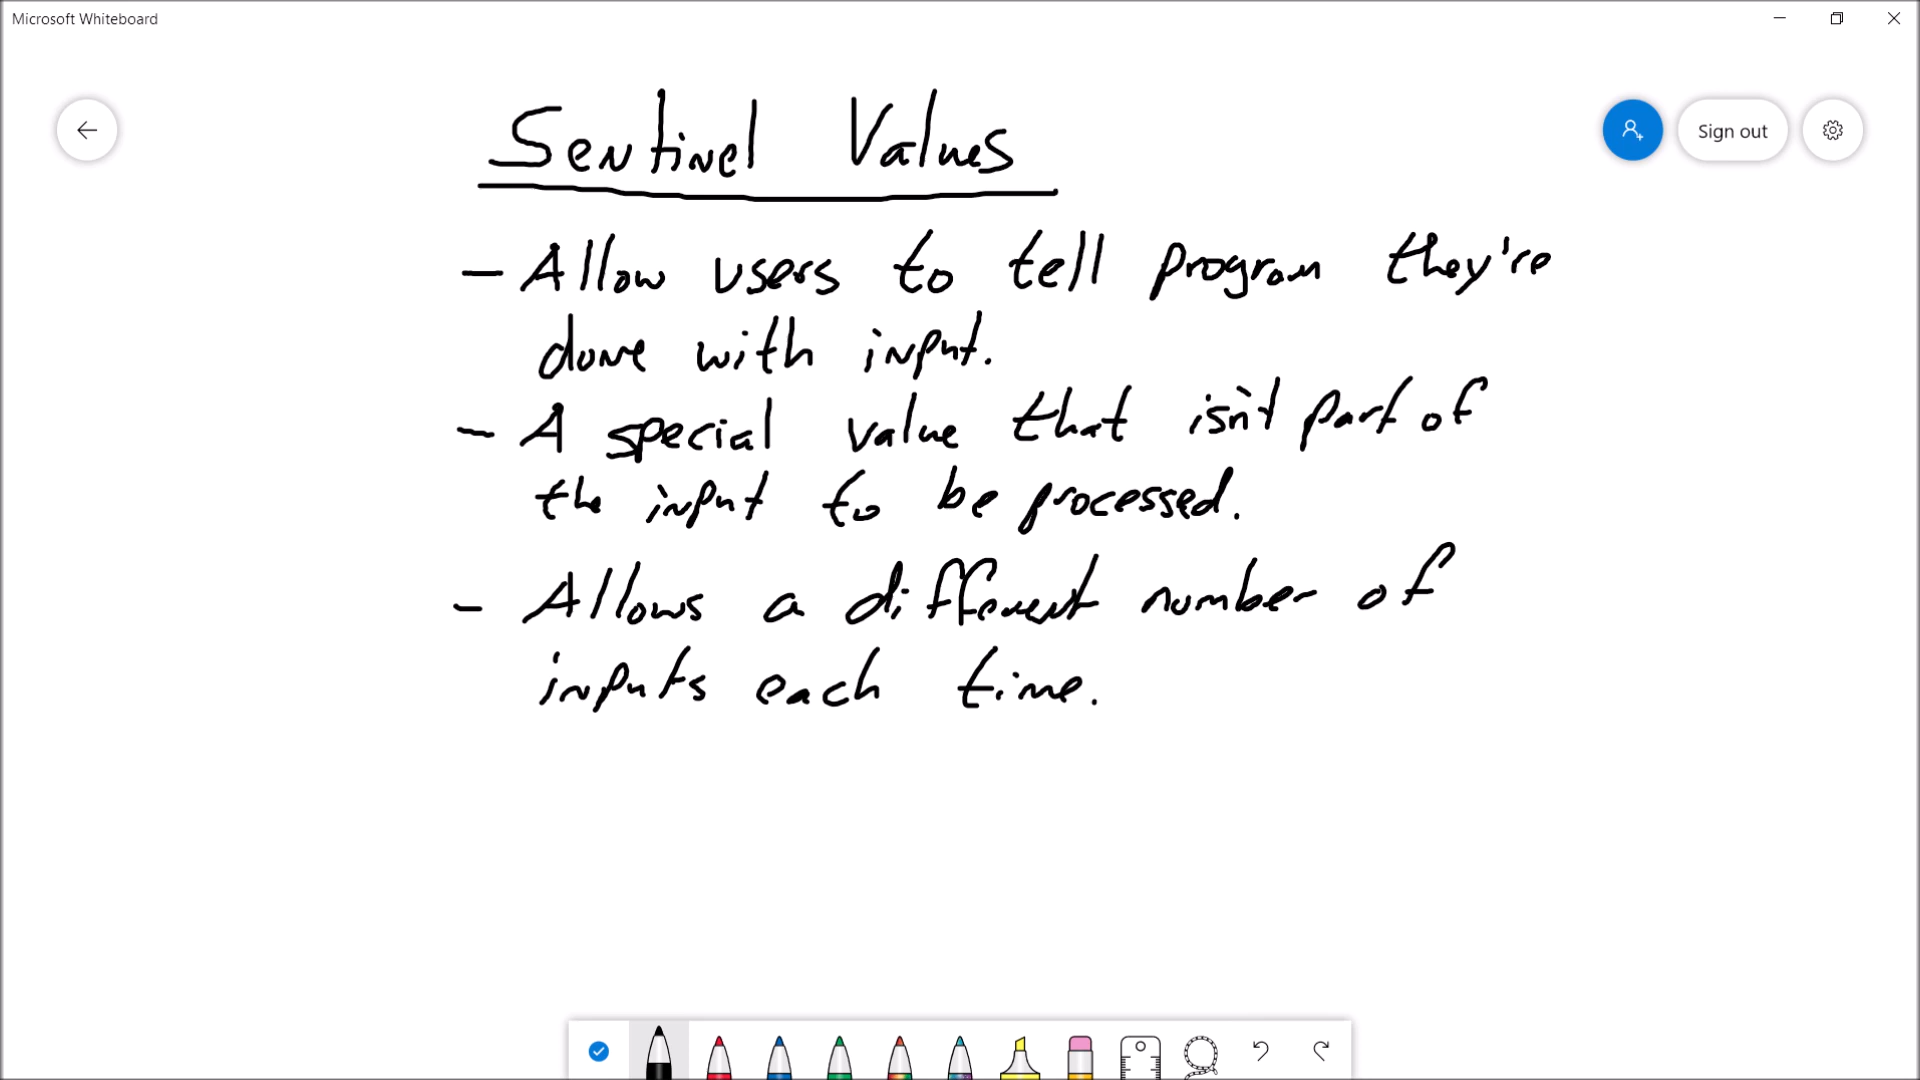 Microsoft Whiteboard
Sign out
Sentinel Values
- Allow users to tell program they're
done with input.
- A special value that isn't part of
the input to be processed.
- Allows a different number of
inputs each time.